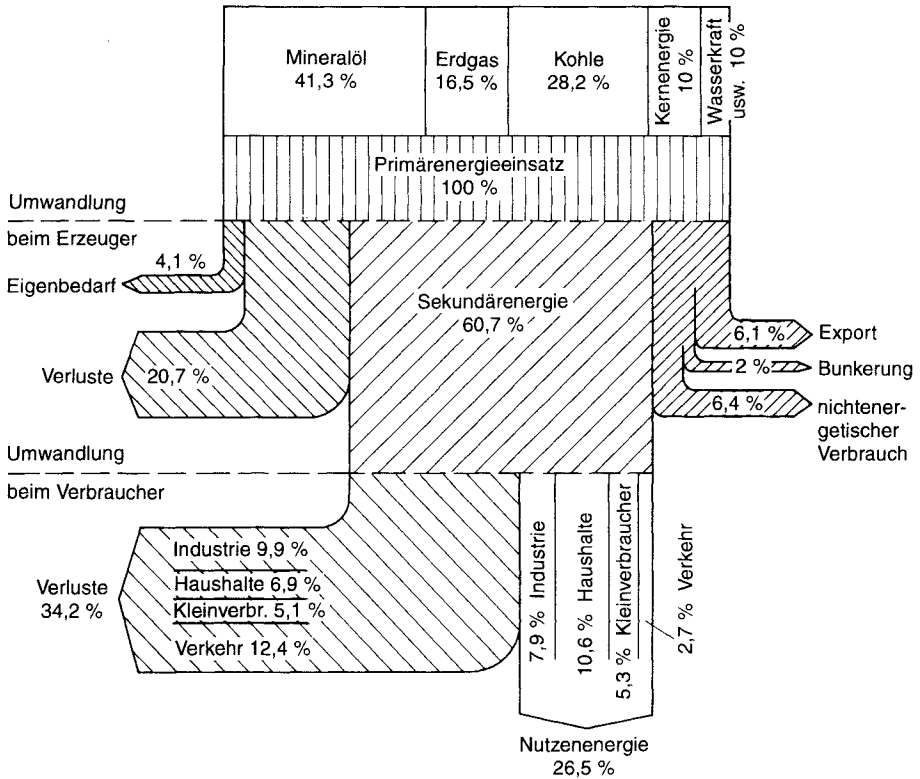 Mineralöl
41,3 %
Erdgas
16,5 %
Kohle
28,2 %
Kernenergie
10 %
Wasserkraft
usw. 10 %
Primärenergieeinsatz
100 %
Umwandlung
beim Erzeuger
4,1 %
Eigenbedarf
Sekundärenergie
60,7 %
6,1 %
Export
Verluste
20,7 %
2 %
Bunkerung
6,4 %
nichtener-
getischer
Verbrauch
Umwandlung
beim Verbraucher
Industrie 9,9 %
Verluste
34,2 %
Haushalte 6,9 %
Kleinverbr. 5,1 %
Verkehr 12,4 %
7,9 % Industrie
10,6 % Haushalte
5,3 % Kleinverbraucher
2,7 % Verkehr
Nutzenenergie
26,5 %